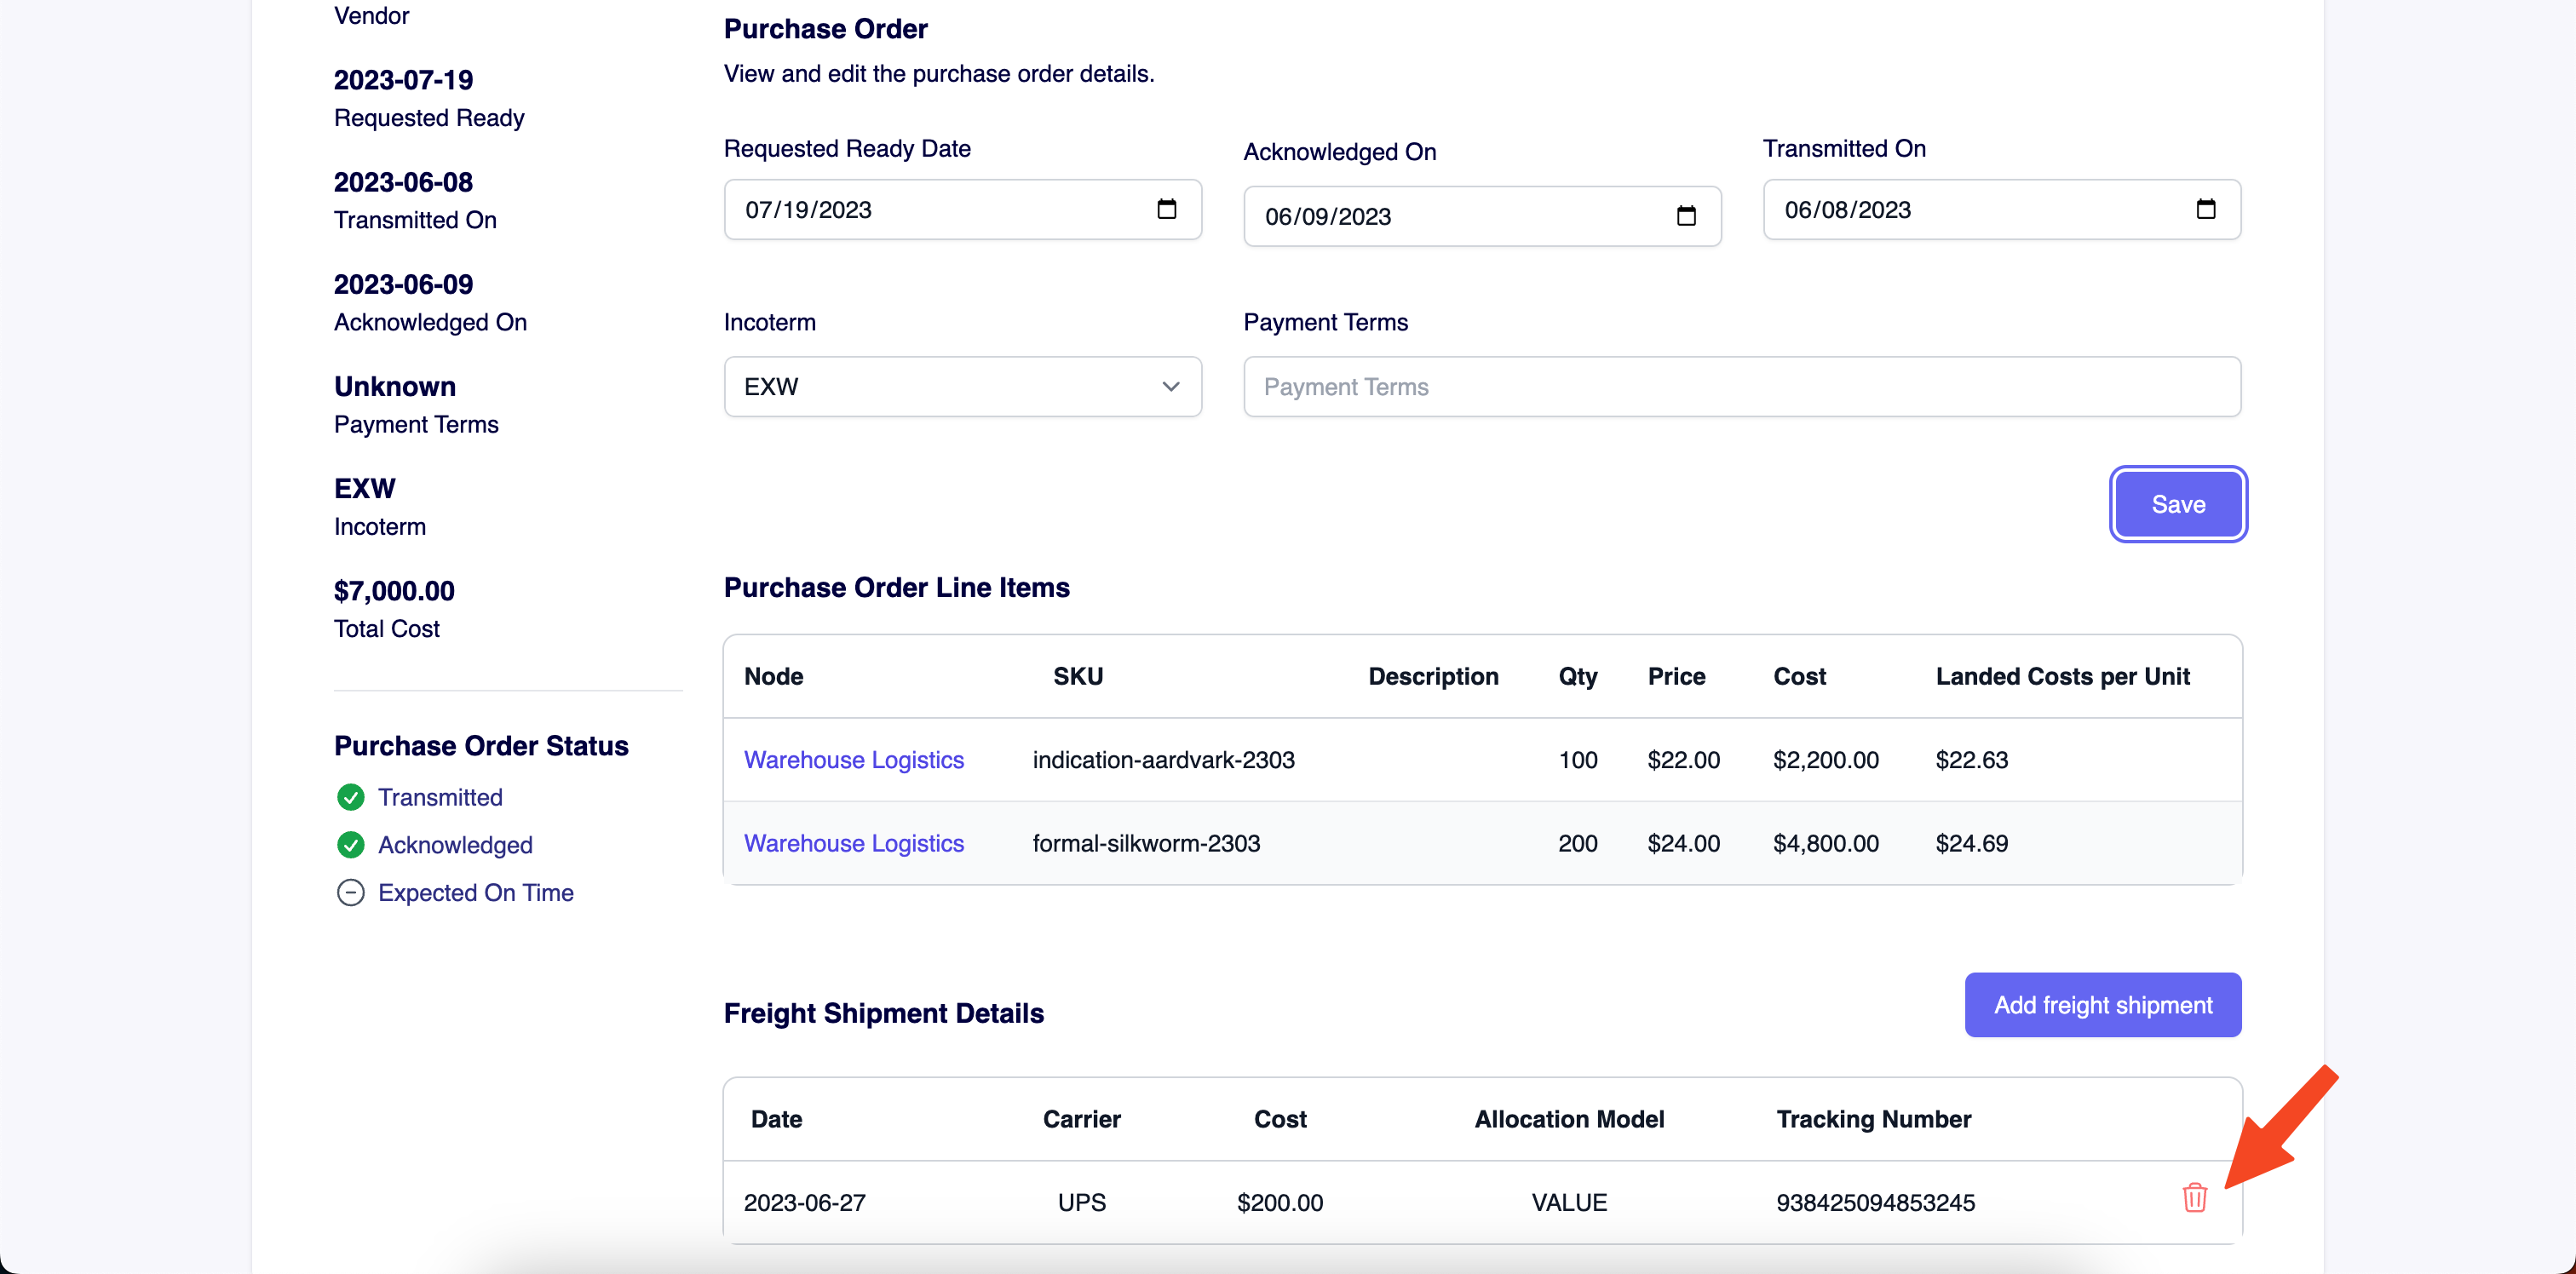 Vendor
2023-07-19
Requested Ready
2023-06-08
Transmitted On
2023-06-09
Acknowledged On
Unknown
Payment Terms
EXW
Incoterm
$7,000.00
Total Cost
Purchase Order Status
Transmitted
Acknowledged
Expected On Time
Purchase Order
View and edit the purchase order details.
Requested Ready Date Acknowledged On Transmitted On
07/19/2023 06/09/2023 06/08/2023
Incoterm Payment Terms
EXW Payment Terms
Save
Purchase Order Line Items
Node SKU Description Qty Price Cost Landed Costs per Unit
Warehouse Logistics indication-aardvark-2303 100 $22.00 $2,200.00 $22.63
Warehouse Logistics formal-silkworm-2303 200 $24.00 $4,800.00 $24.69
Freight Shipment Details Add freight shipment
Date Carrier Cost Allocation Model Tracking Number
2023-06-27 UPS $200.00 VALUE 938425094853245